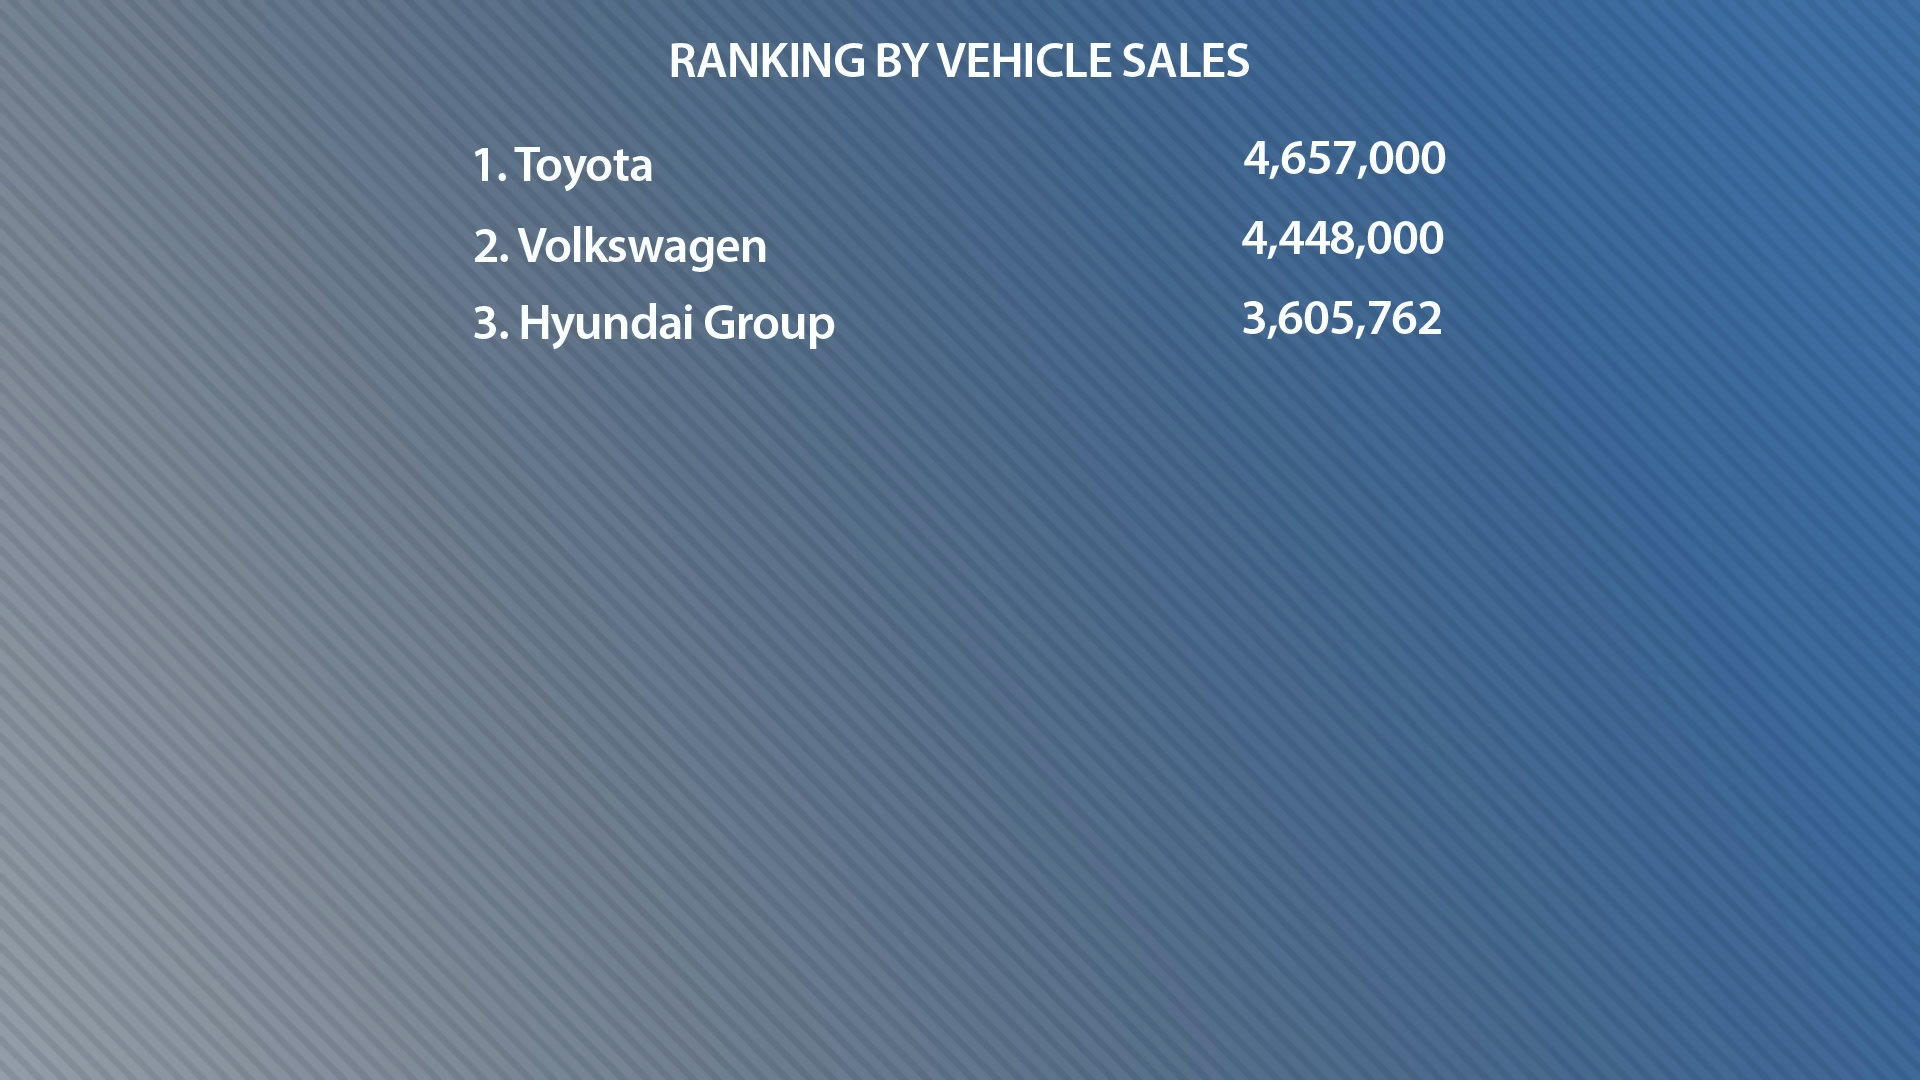 RANKING BY VEHICLE SALES
1. Toyota 4,657,000
2. Volkswagen 4,448,000
3. Hyundai Group 3,605,762